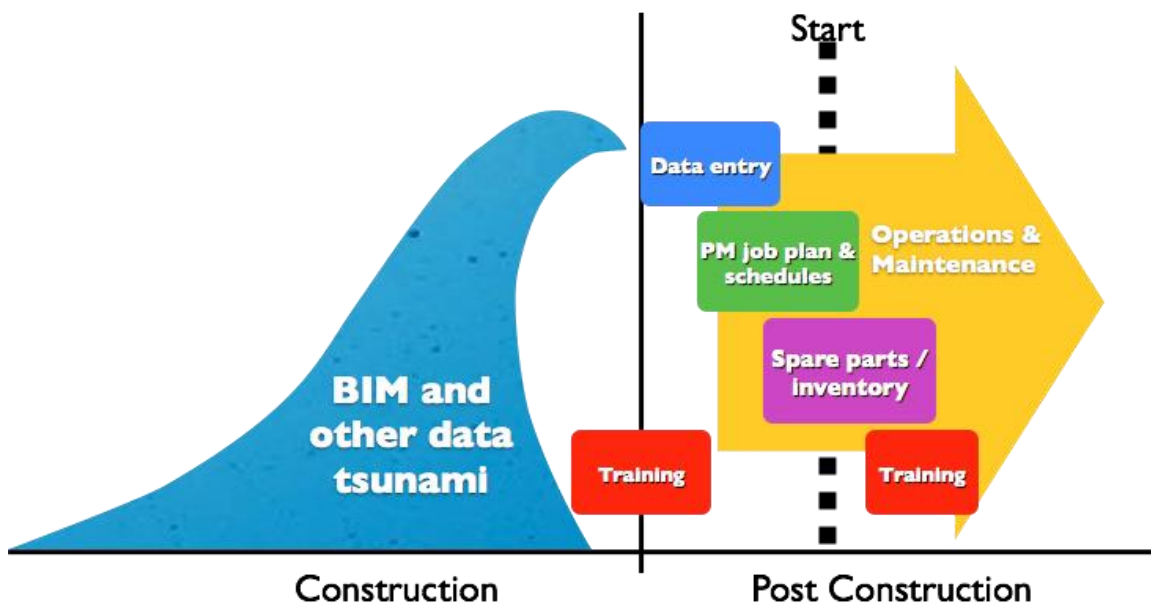 Start
Data entry
PM job plan &
schedules
Operations &
Maintenance
Spare parts /
inventory
BIM and
other data
tsunami
Training
Training
Construction
Post Construction